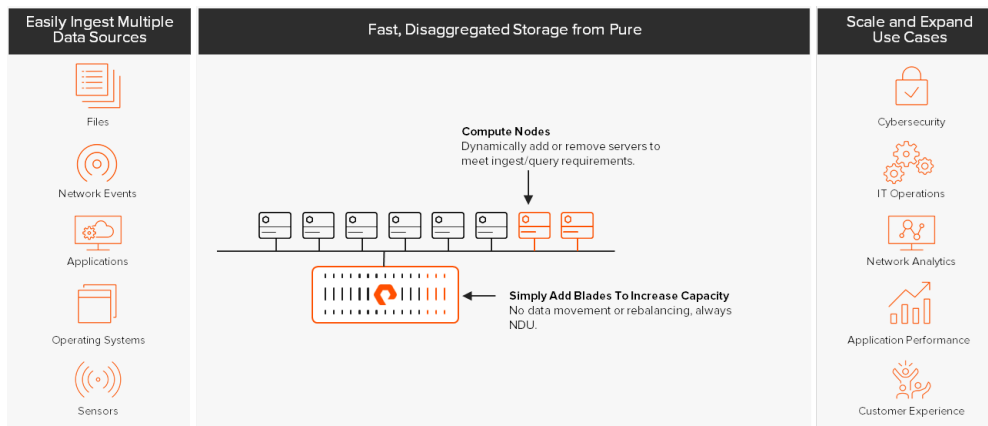 Easily Ingest Multiple
Data Sources
Files
Network Events
Applications
Operating Systems
Sensors
Fast, Disaggregated Storage from Pure
Compute Nodes
Dynamically add or remove servers to
meet ingest/query requirements.
Simply Add Blades To Increase Capacity
No data movement or rebalancing, always
NDU.
Scale and Expand
Use Cases
Cybersecurity
IT Operations
Network Analytics
Application Performance
Customer Experience